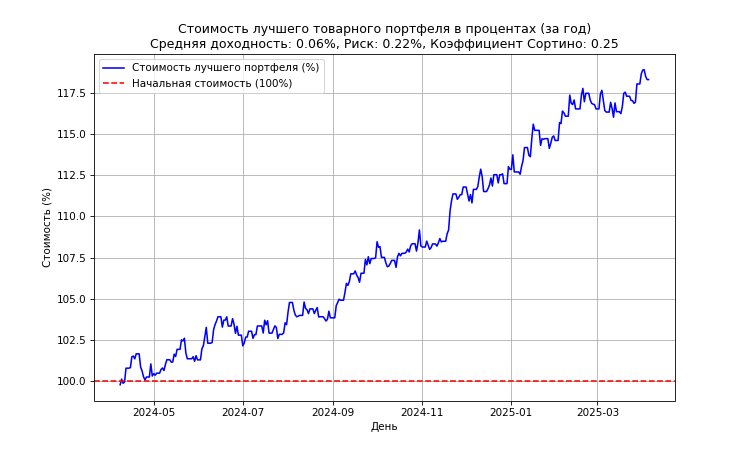 Стоимость лучшего товарного портфеля в процентах (за год)
Средняя доходность: 0.06%, Риск: 0.22%, Коэффициент Сортино: 0.25
Стоимость лучшего портфеля (%)
Начальная стоимость (100%)
Стоимость (%)
117.5
115.0
112.5
110.0
107.5
105.0
102.5
100.0
2024-05 2024-07 2024-09 2024-11 2025-01 2025-03
День